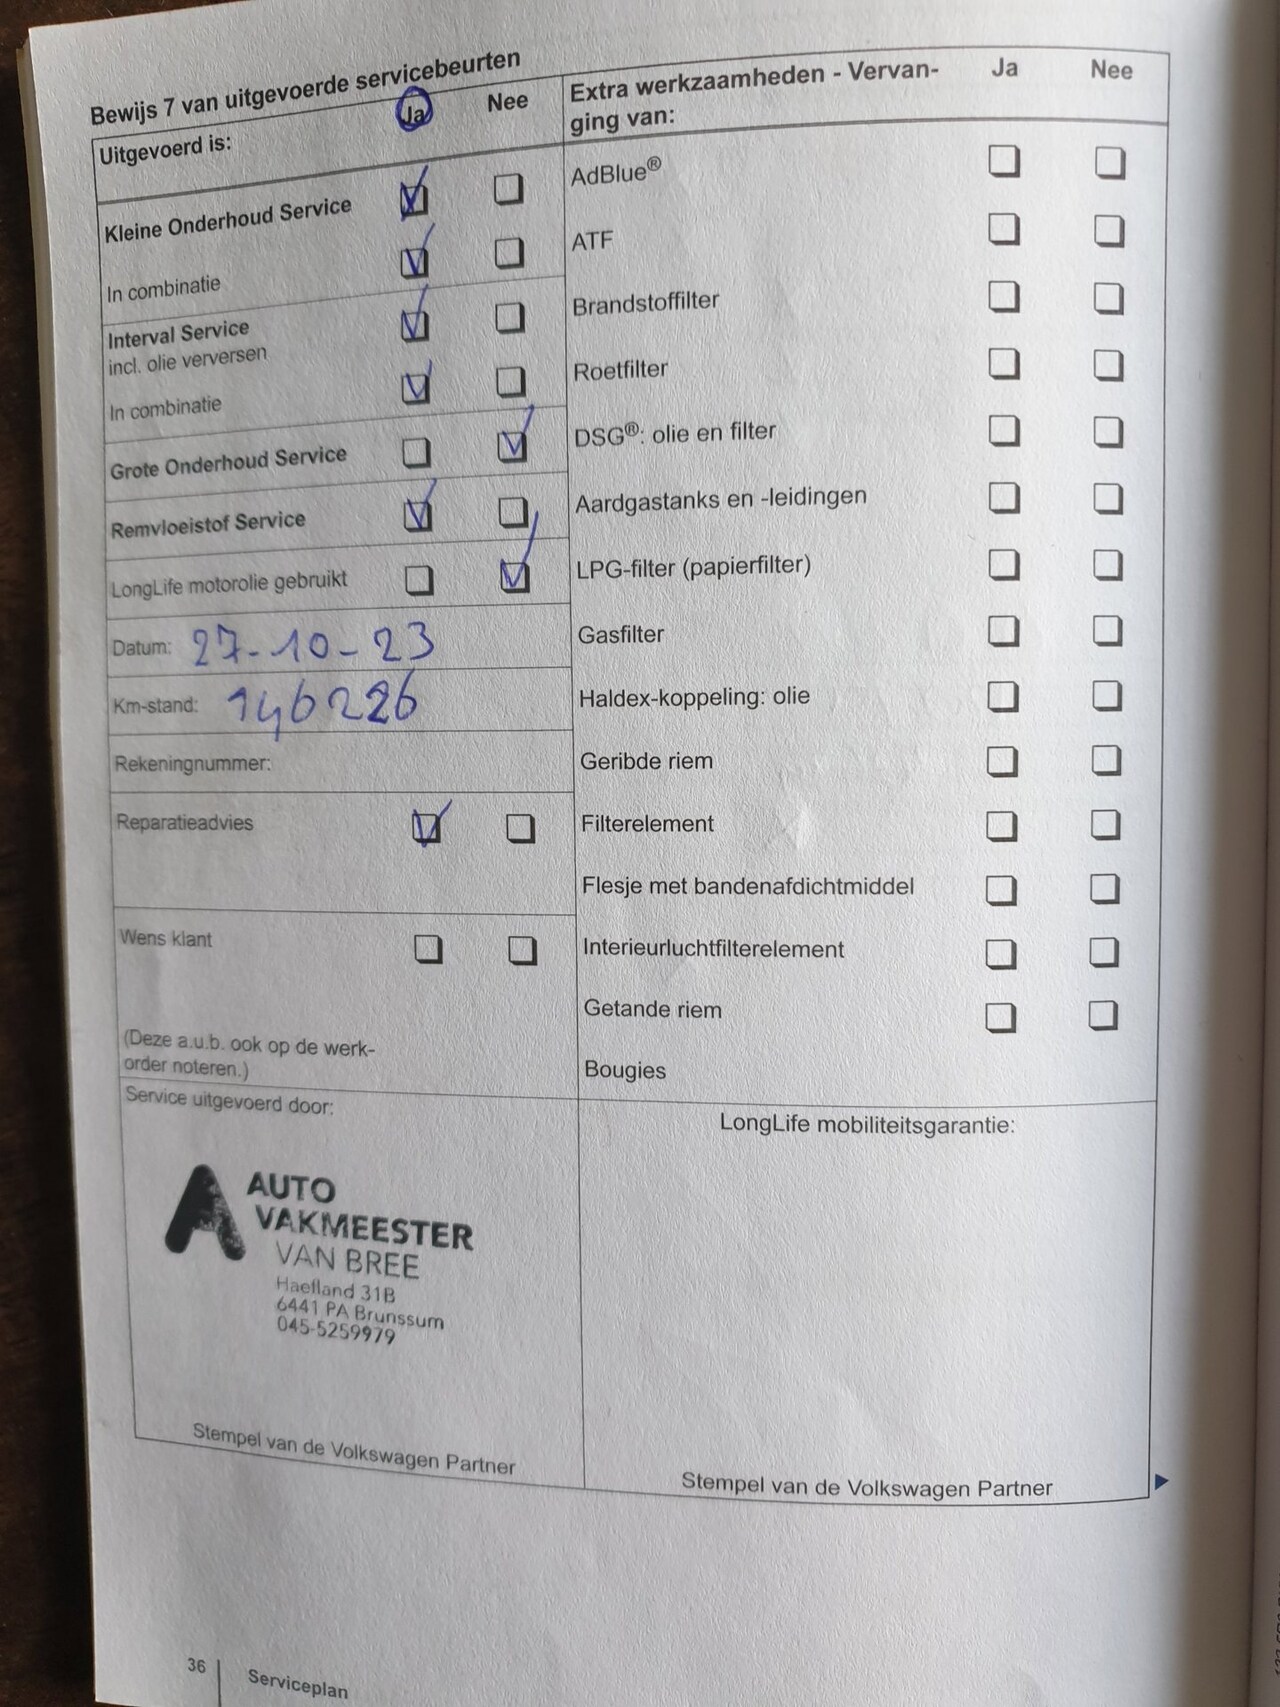 Bewijs 7 van uitgevoerde servicebeurten
Uitgevoerd is:
Ja
Nee
Kleine Onderhoud Service
In combinatie
Interval Service
incl. olie verversen
In combinatie
Grote Onderhoud Service
Remvloeistof Service
LongLife motorolie gebruikt
Datum: 27-10-23
Km-stand: 146226
Rekeningnummer:
Reparatieadvies
Wens klant
(Deze a.u.b. ook op de werk-
order noteren.)
Service uitgevoerd door:
AUTO
VAKMEESTER
VAN BREE
Haefland 31B
6441 PA Brunssum
045-5259979
Stempel van de Volkswagen Partner
Extra werkzaamheden - Vervan-
ging van:
Ja
Nee
AdBlue®
ATF
Brandstoffilter
Roetfilter
DSG®: olie en filter
Aardgastanks en -leidingen
LPG-filter (papierfilter)
Gasfilter
Haldex-koppeling: olie
Geribde riem
Filterelement
Flesje met bandenafdichtmiddel
Interieurluchtfilterelement
Getande riem
Bougies
LongLife mobiliteitsgarantie:
Stempel van de Volkswagen Partner
36
Serviceplan